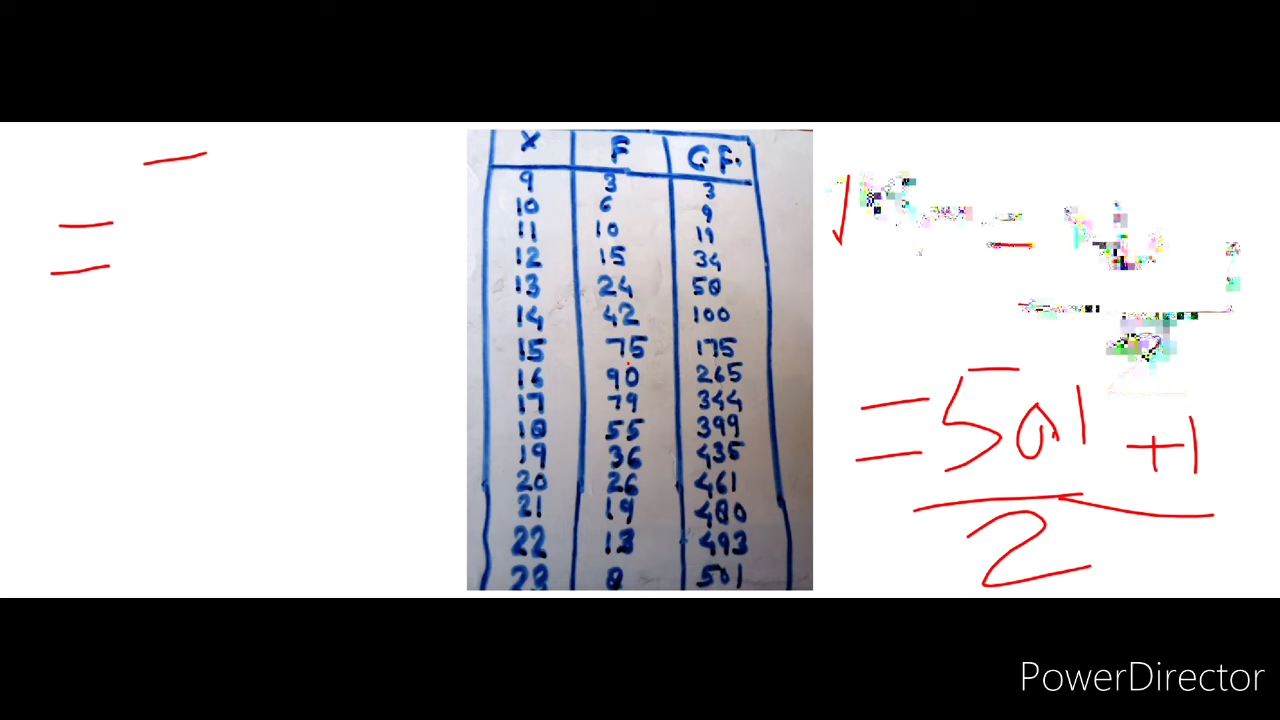 X F C.F.
9 3 3
10 6 9
11 10 19
12 15 34
13 24 58
14 42 100
15 75 175
16 90 265
17 79 344
18 55 399
19 36 435
20 26 461
21 19 480
22 13 493
23 8 501
= 501 + 1
2
PowerDirector